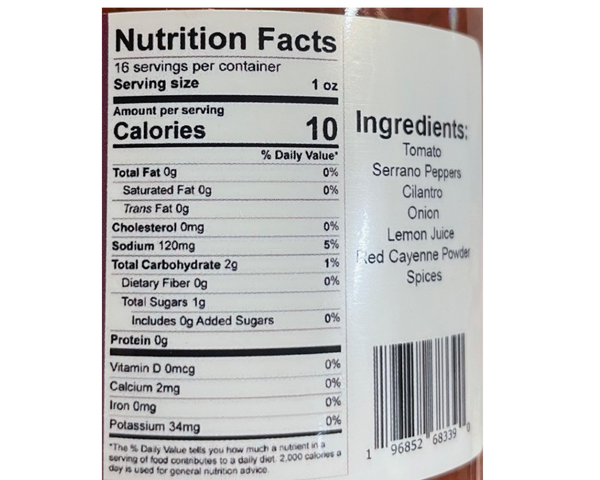 Nutrition Facts
16 servings per container
Serving size 1 oz
Amount per serving
Calories 10
% Daily Value*
Total Fat 0g 0%
Saturated Fat 0g 0%
Trans Fat 0g
Cholesterol 0mg 0%
Sodium 120mg 5%
Total Carbohydrate 2g 1%
Dietary Fiber 0g 0%
Total Sugars 1g
Includes 0g Added Sugars 0%
Protein 0g
Vitamin D 0mcg 0%
Calcium 2mg 0%
Iron 0mg 0%
Potassium 34mg 0%
*The % Daily Value tells you how much a nutrient in a
serving of food contributes to a daily diet. 2,000 calories a
day is used for general nutrition advice.
Ingredients:
Tomato
Serrano Peppers
Cilantro
Onion
Lemon Juice
Red Cayenne Powder
Spices
1 96852 68339 0